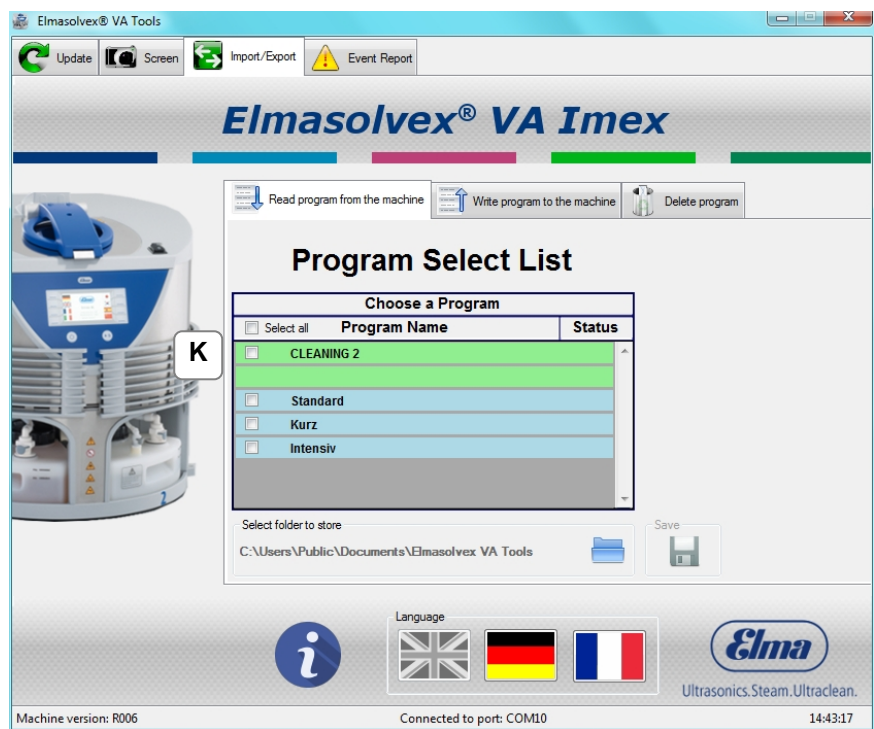 Elmasolvex® VA Tools
Update Screen Import/Export Event Report
Elmasolvex® VA Imex
Read program from the machine Write program to the machine Delete program
Program Select List
Choose a Program
Select all Program Name Status
K
CLEANING 2
Standard
Kurz
Intensiv
Select folder to store
Save
C:\Users\Public\Documents\Elmasolvex VA Tools
Language
i
Elma
Ultrasonics.Steam.Ultraclean.
Machine version: R006 Connected to port: COM10 14:43:17